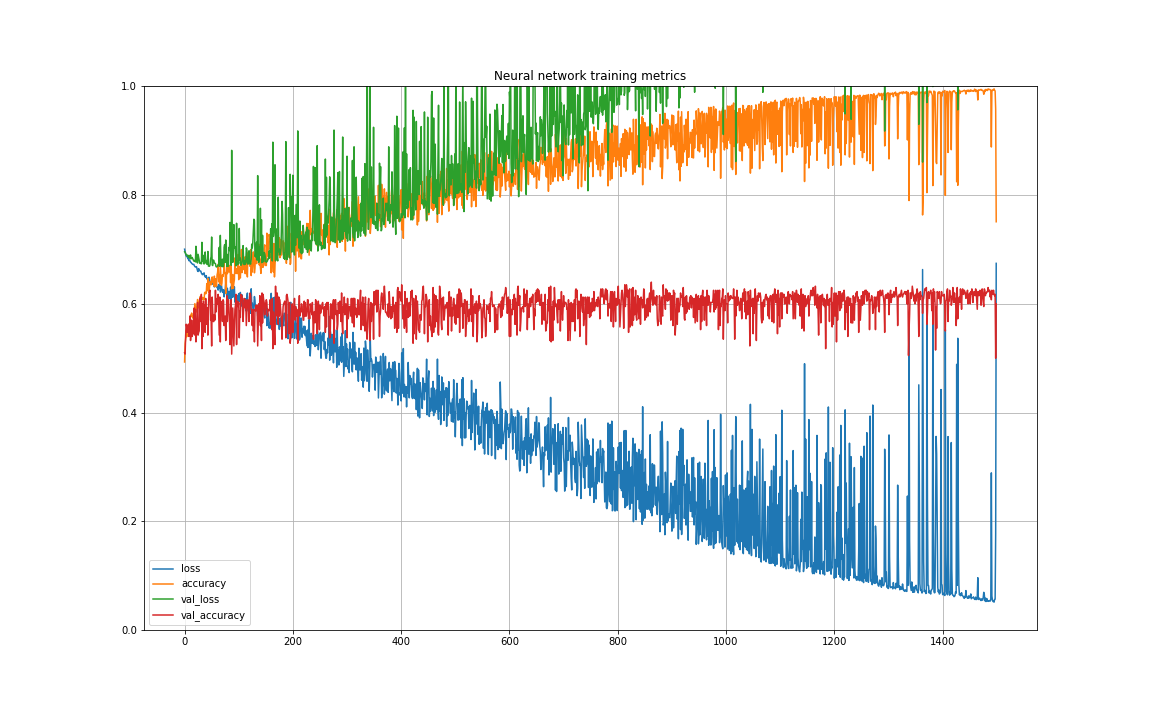 Neural network training metrics
1.0
0.8
0.6
0.4
0.2
0.0
loss
accuracy
val_loss
val_accuracy
0 200 400 600 800 1000 1200 1400